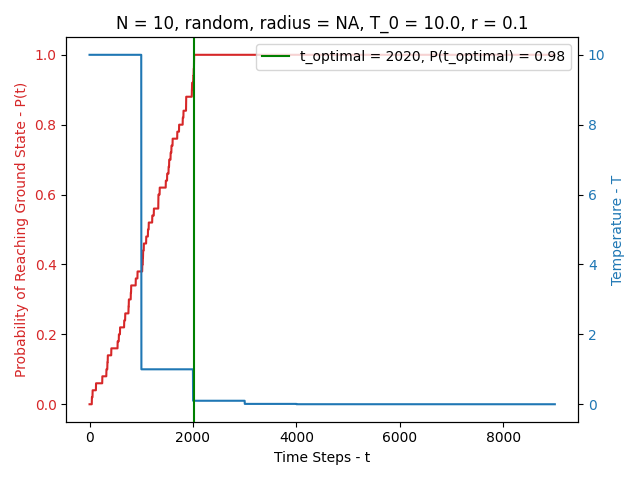 N = 10, random, radius = NA, T_0 = 10.0, r = 0.1
t_optimal = 2020, P(t_optimal) = 0.98
Probability of Reaching Ground State - P(t)
1.0
0.8
0.6
0.4
0.2
0.0
10
8
6
4
2
0
Temperature - T
0 2000 4000 6000 8000
Time Steps - t